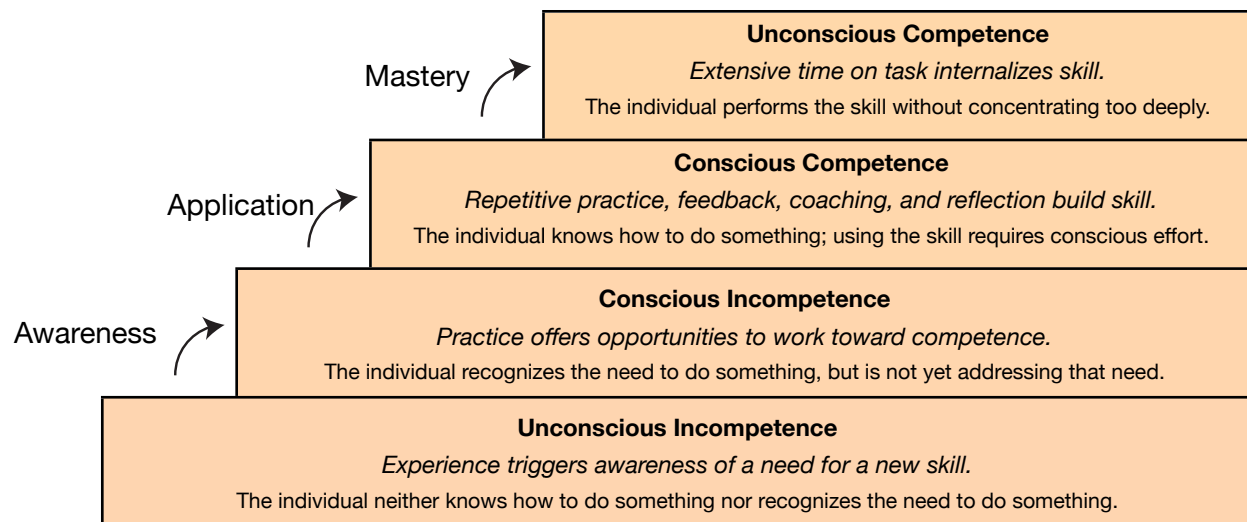 Unconscious Competence
Extensive time on task internalizes skill.
The individual performs the skill without concentrating too deeply.
Mastery
Conscious Competence
Repetitive practice, feedback, coaching, and reflection build skill.
The individual knows how to do something; using the skill requires conscious effort.
Application
Conscious Incompetence
Practice offers opportunities to work toward competence.
The individual recognizes the need to do something, but is not yet addressing that need.
Awareness
Unconscious Incompetence
Experience triggers awareness of a need for a new skill.
The individual neither knows how to do something nor recognizes the need to do something.